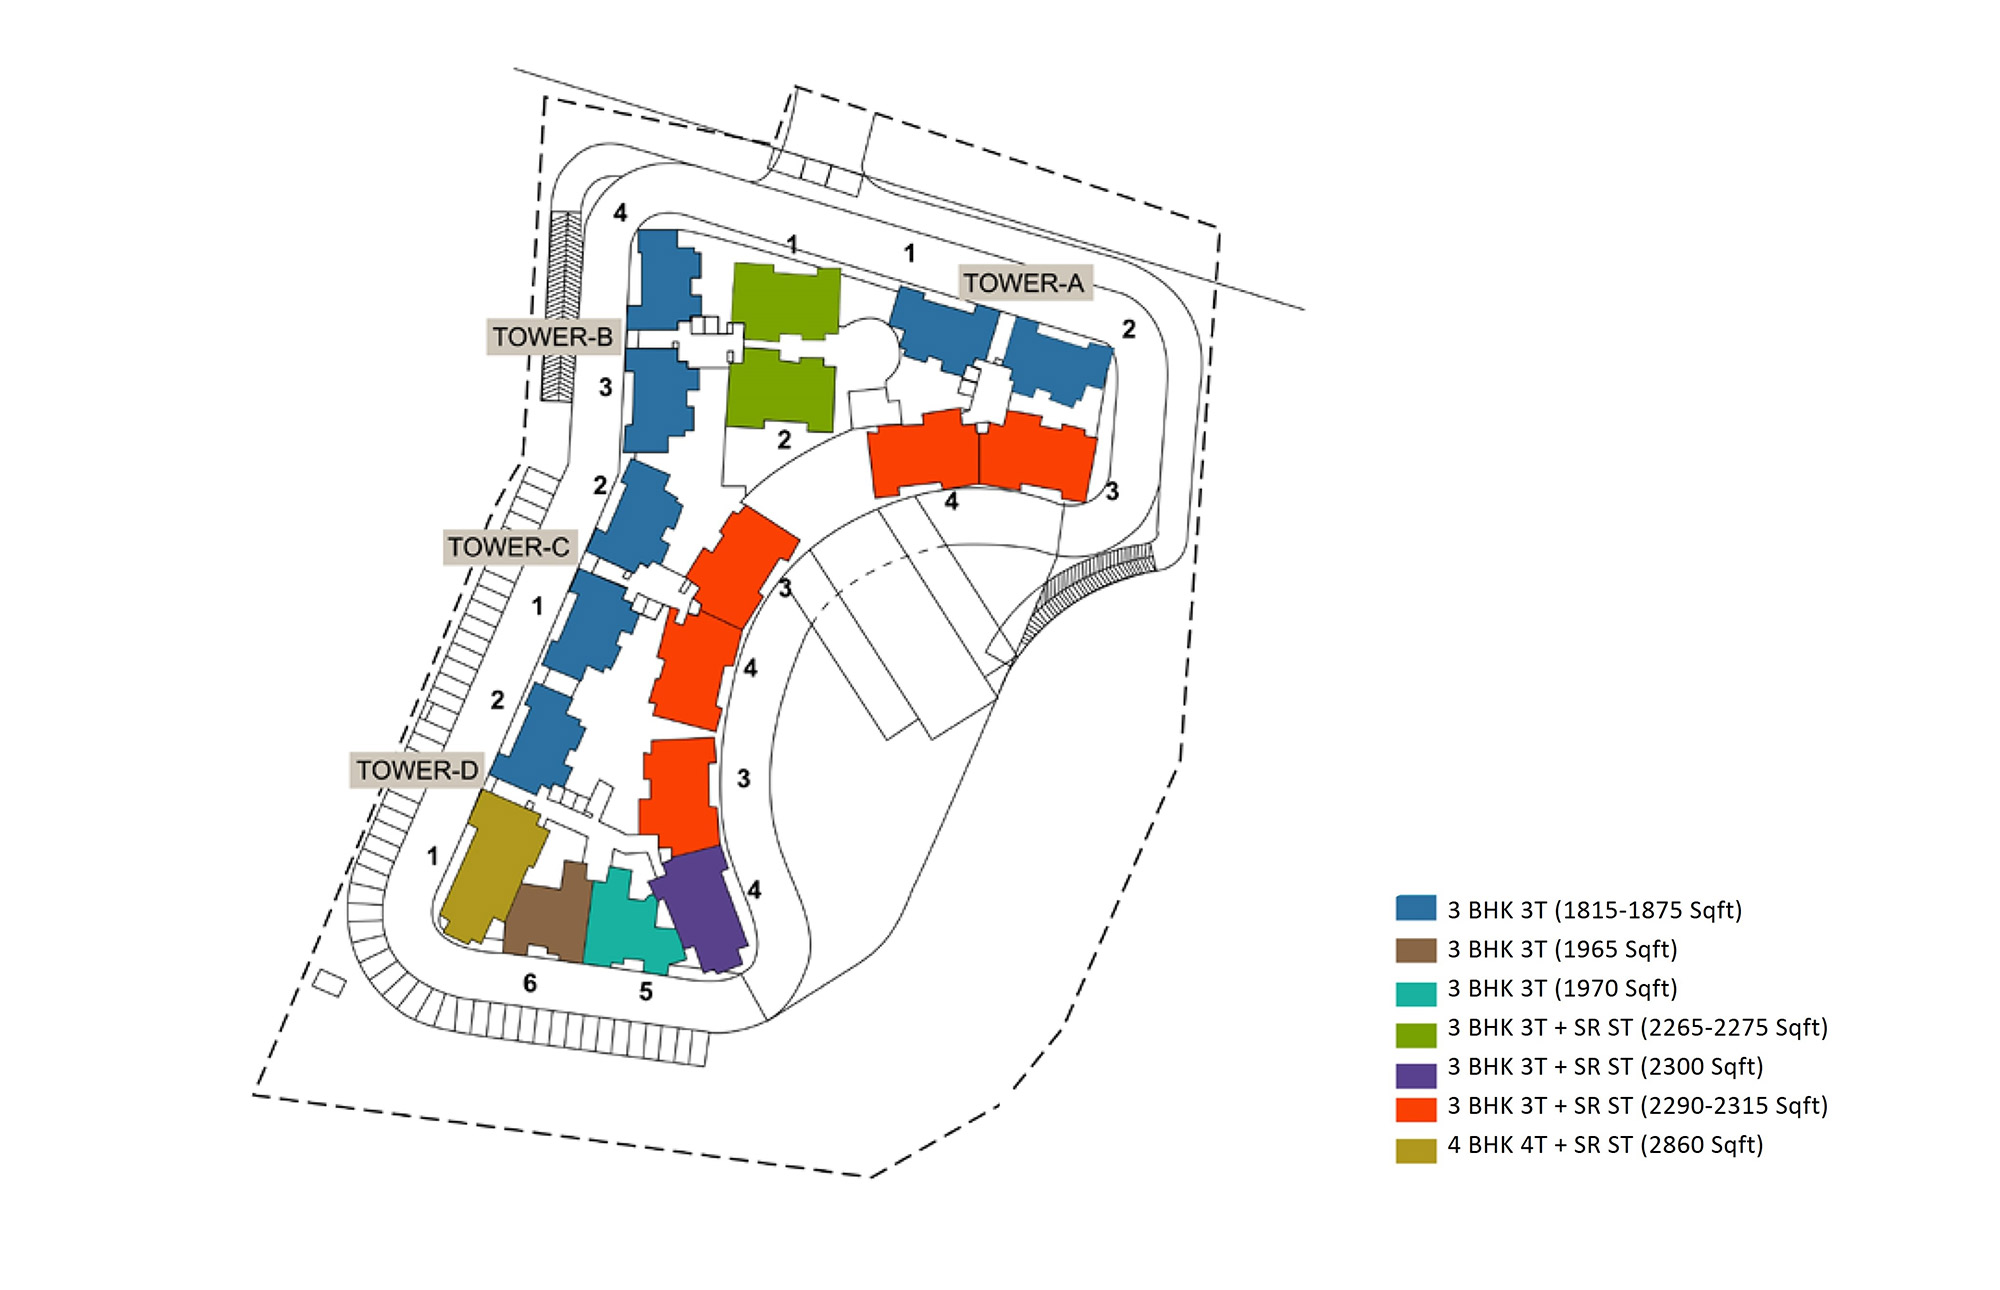 4
1
1
TOWER-A
2
TOWER-B
3
2
2
4
3
TOWER-C
3
1
4
2
TOWER-D
3
1
4
6
5
3 BHK 3T (1815-1875 Sqft)
3 BHK 3T (1965 Sqft)
3 BHK 3T (1970 Sqft)
3 BHK 3T + SR ST (2265-2275 Sqft)
3 BHK 3T + SR ST (2300 Sqft)
3 BHK 3T + SR ST (2290-2315 Sqft)
4 BHK 4T + SR ST (2860 Sqft)